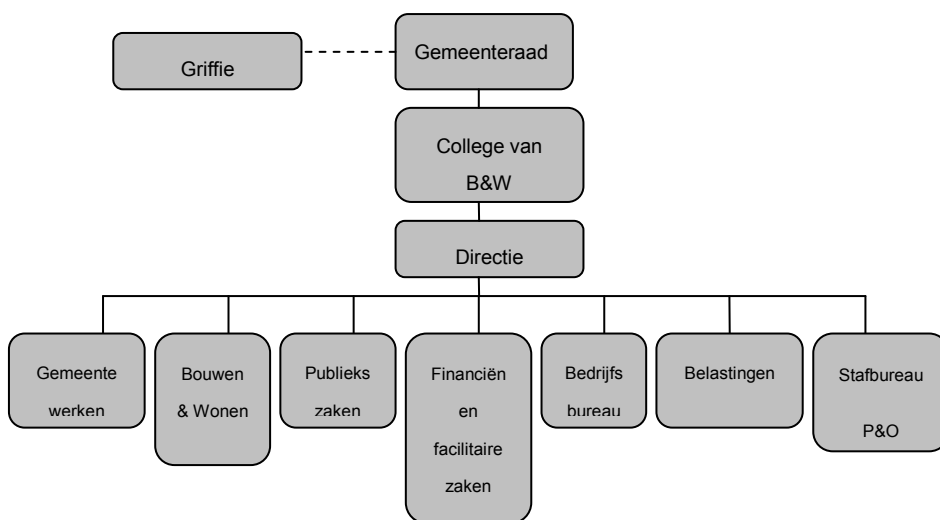 Gemeenteraad
Griffie
College van
B&W
Directie
Gemeente
werken
Bouwen
& Wonen
Publieks
zaken
Financiën
en
facilitaire
zaken
Bedrijfs
bureau
Belastingen
Stafbureau
P&O